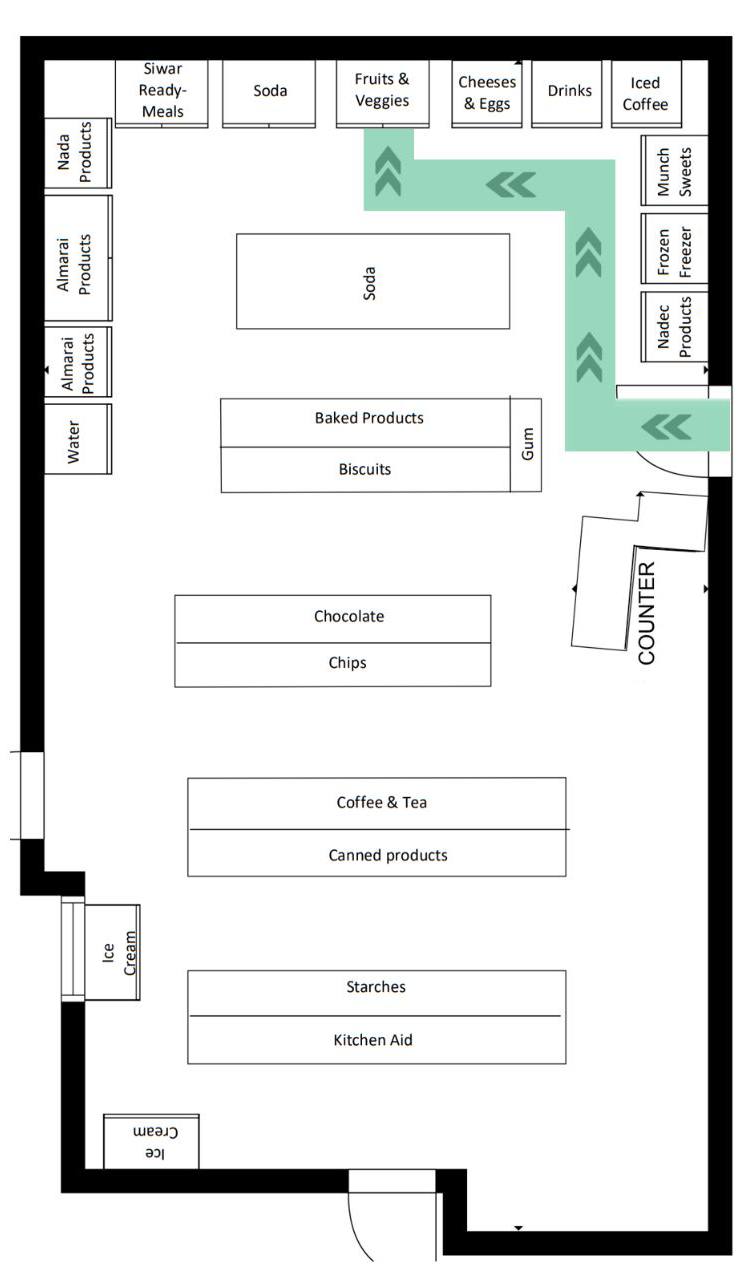 Siwar
Ready-
Meals
Soda
Fruits &
Veggies
Cheeses
& Eggs
Drinks
Iced
Coffee
Nada
Products
Munch
Sweets
Almarai
Products
Frozen
Freezer
Soda
Nadec
Products
Almarai
Products
Water
Baked Products
Biscuits
Gum
COUNTER
Chocolate
Chips
Coffee & Tea
Canned products
Ice
Cream
Starches
Kitchen Aid
Ice
Cream